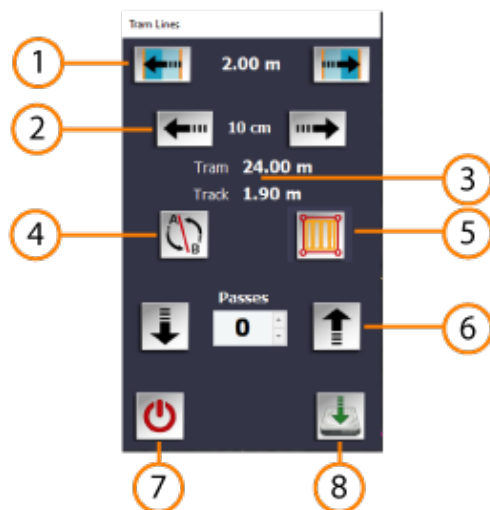 Tram Lines
1
2.00 m
2
10 cm
Tram 24.00 m
3
Track 1.90 m
4
A
B
5
Passes
0
6
7
8